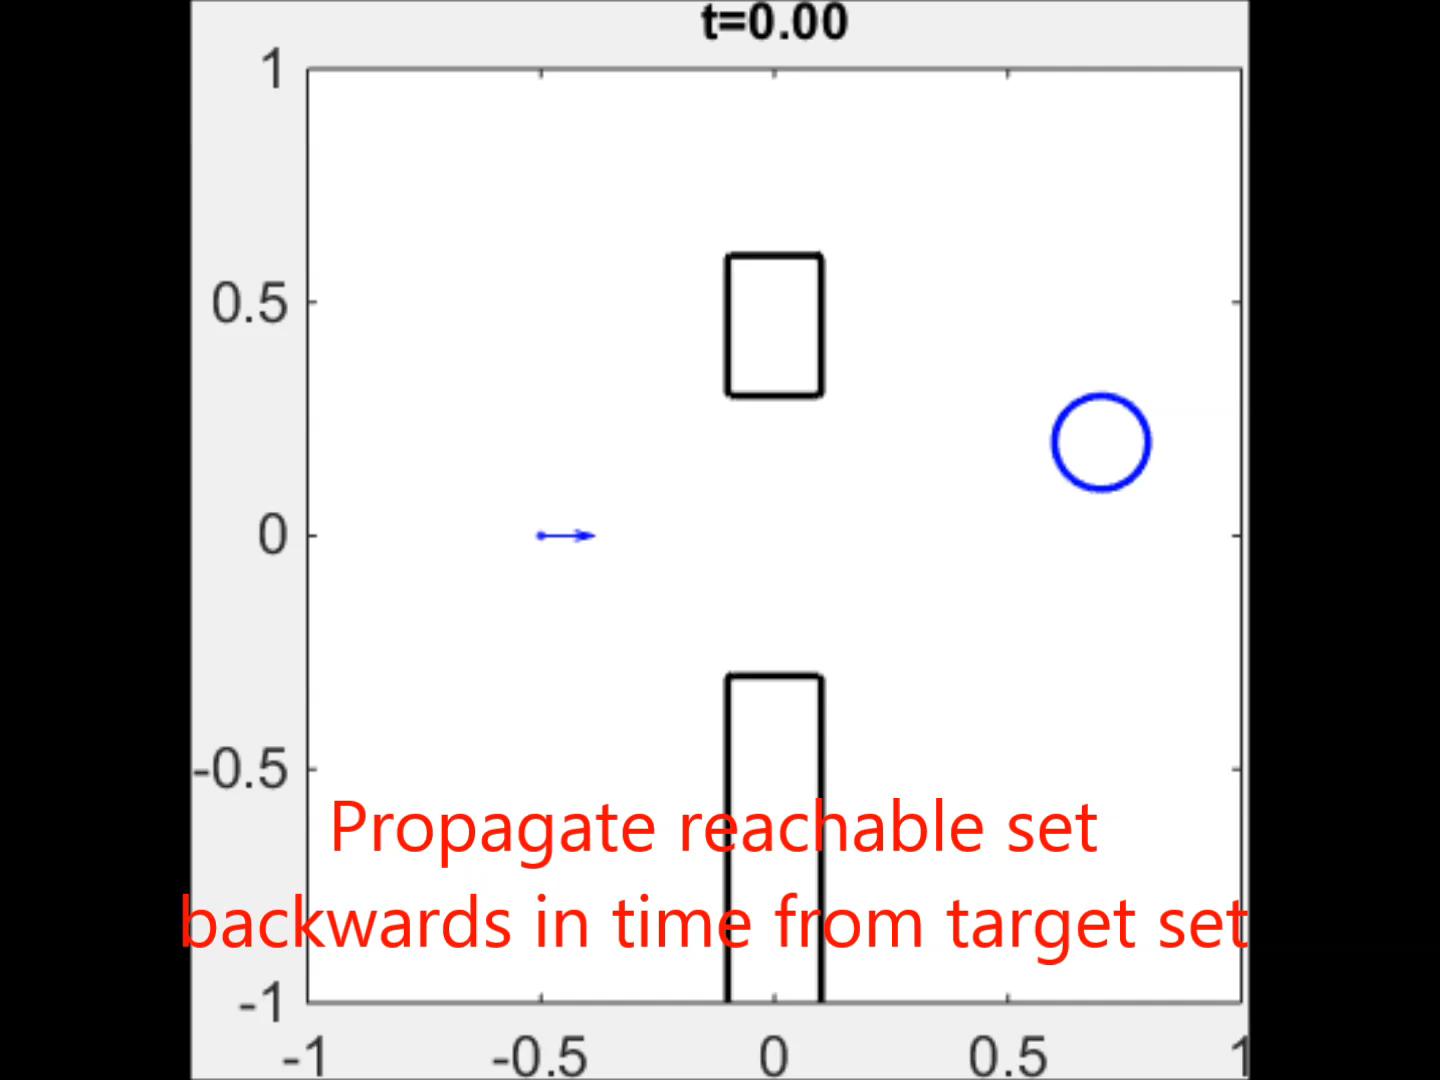 t=0.00
1
0.5
0
-0.5
-1
Propagate reachable set
backwards in time from target set
-1 -0.5 0 0.5 1